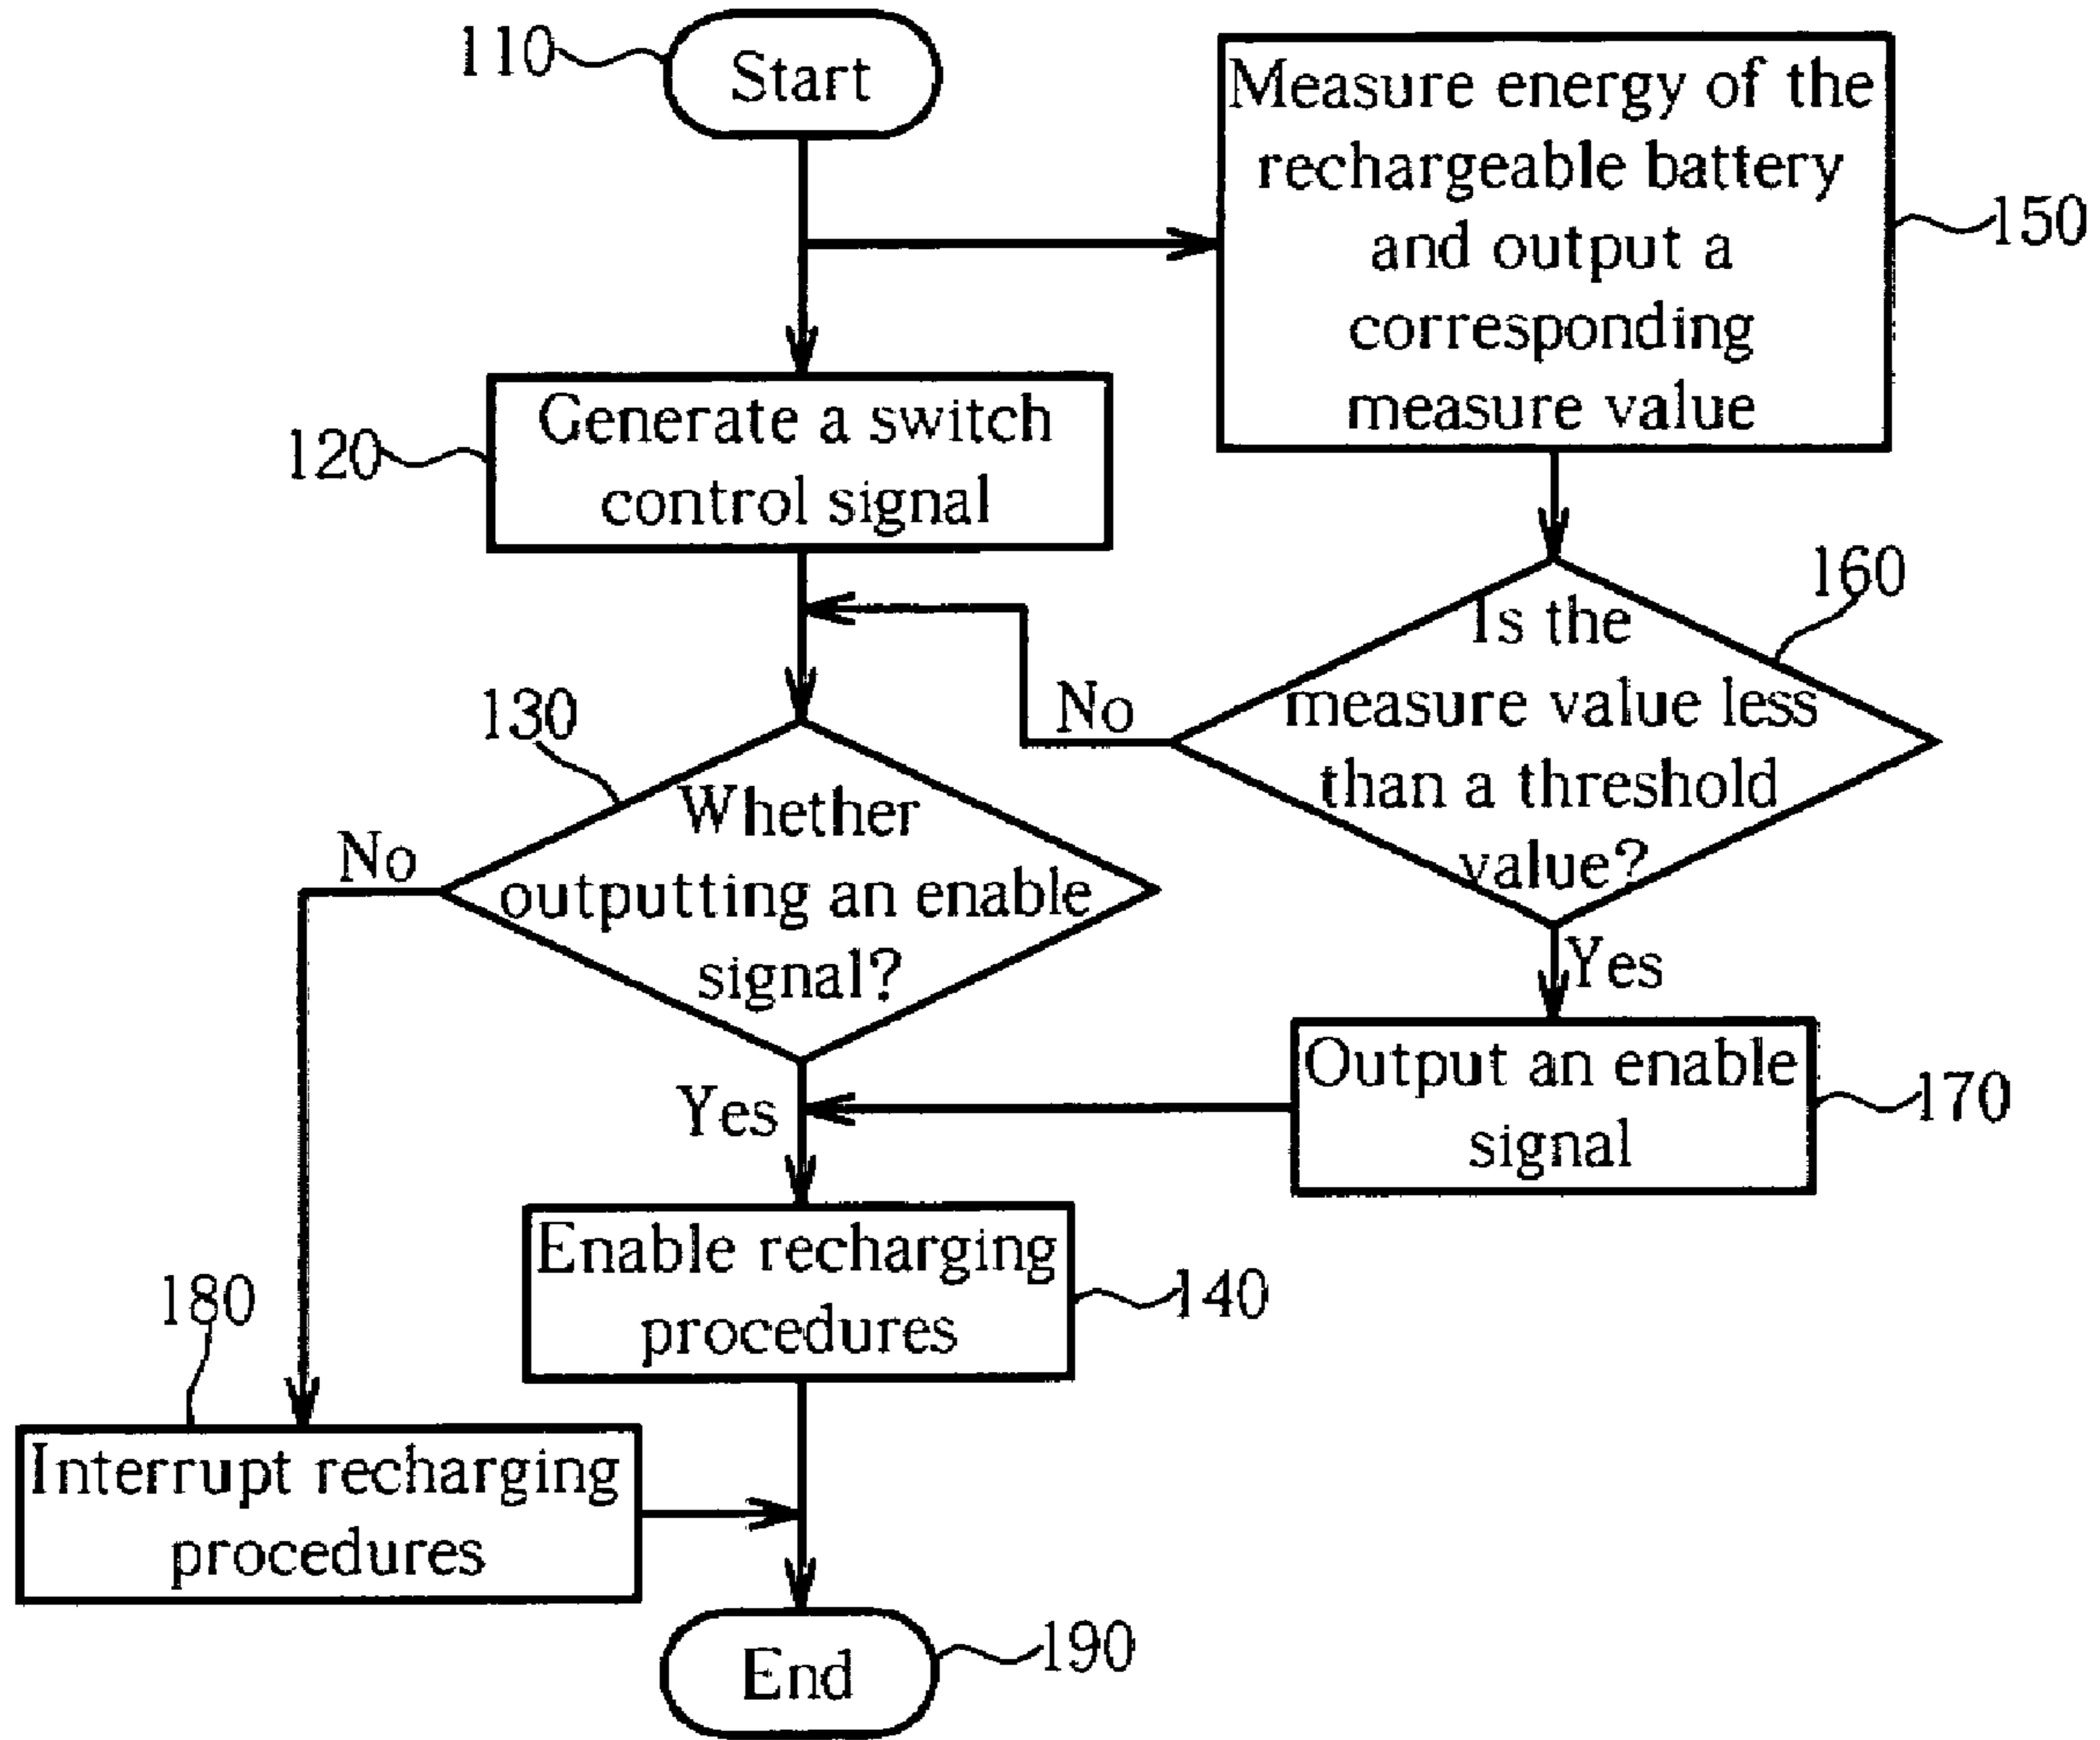 110
Start
Measure energy of the
rechargeable battery
and output a
corresponding
measure value
150
120
Generate a switch
control signal
160
Is the
measure value less
than a threshold
value?
No
Yes
130
Whether
outputting an enable
signal?
No
Yes
Output an enable
signal
170
Enable recharging
procedures
140
180
Interrupt recharging
procedures
End
190